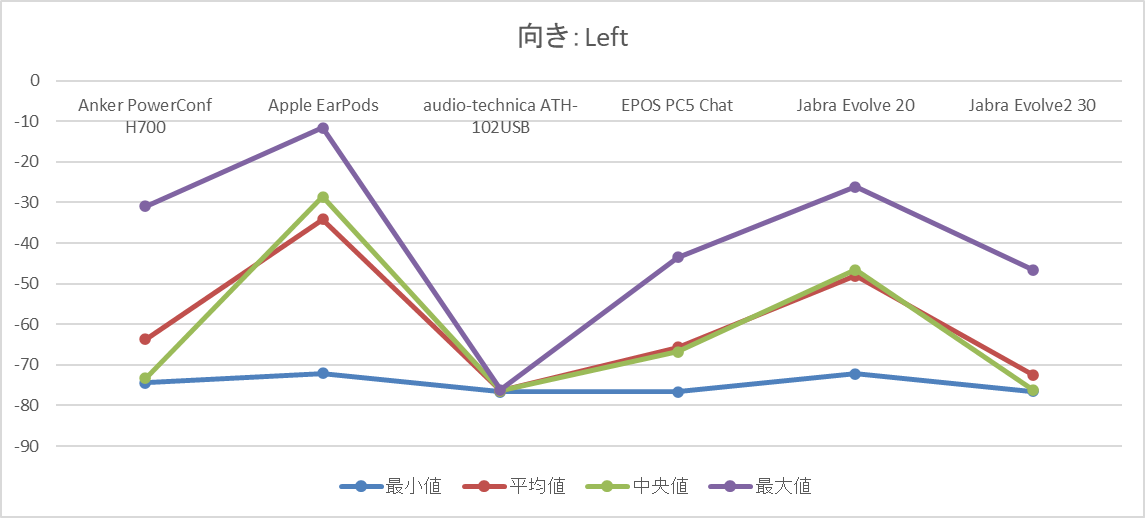 向き：Left
0
Anker PowerConf Apple EarPods audio-technica ATH- EPOS PC5 Chat Jabra Evolve 20 Jabra Evolve2 30
H700 102USB
-10
-20
-30
-40
-50
-60
-70
-80
-90
最小値 平均値 中央値 最大値